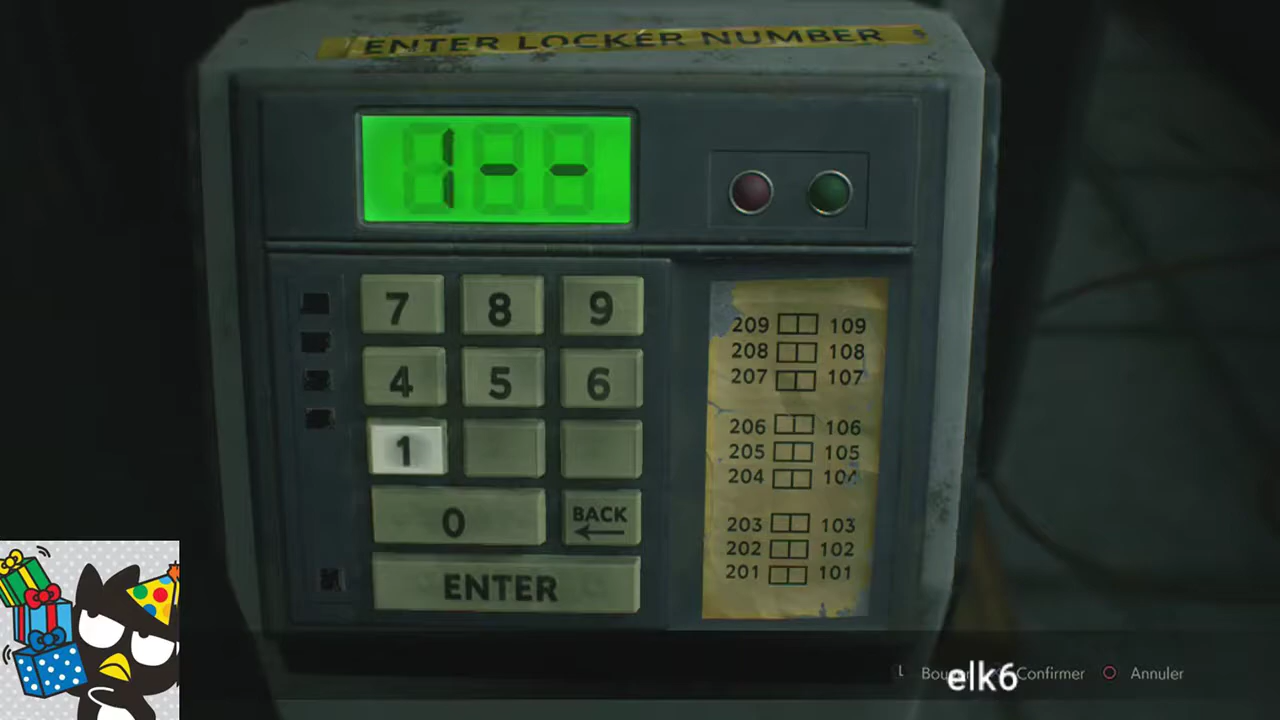 ENTER LOCKER NUMBER
1--
7 8 9
4 5 6
1
0 BACK
ENTER
209 109
208 108
207 107
206 106
205 105
204 104
203 103
202 102
201 101
elk6
L Confirmer Annuler